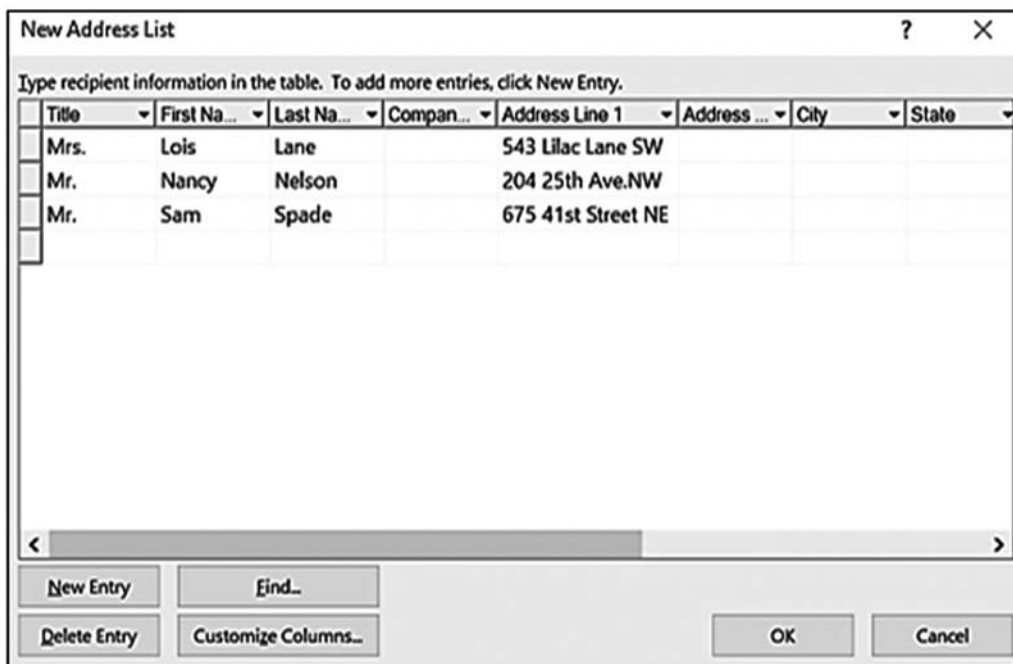 New Address List ? ×
Type recipient information in the table. To add more entries, click New Entry.
Title First Na... Last Na... Compan... Address Line 1 Address ... City State
Mrs. Lois Lane 543 Lilac Lane SW
Mr. Nancy Nelson 204 25th Ave.NW
Mr. Sam Spade 675 41st Street NE
New Entry Find...
Delete Entry Customize Columns... OK Cancel